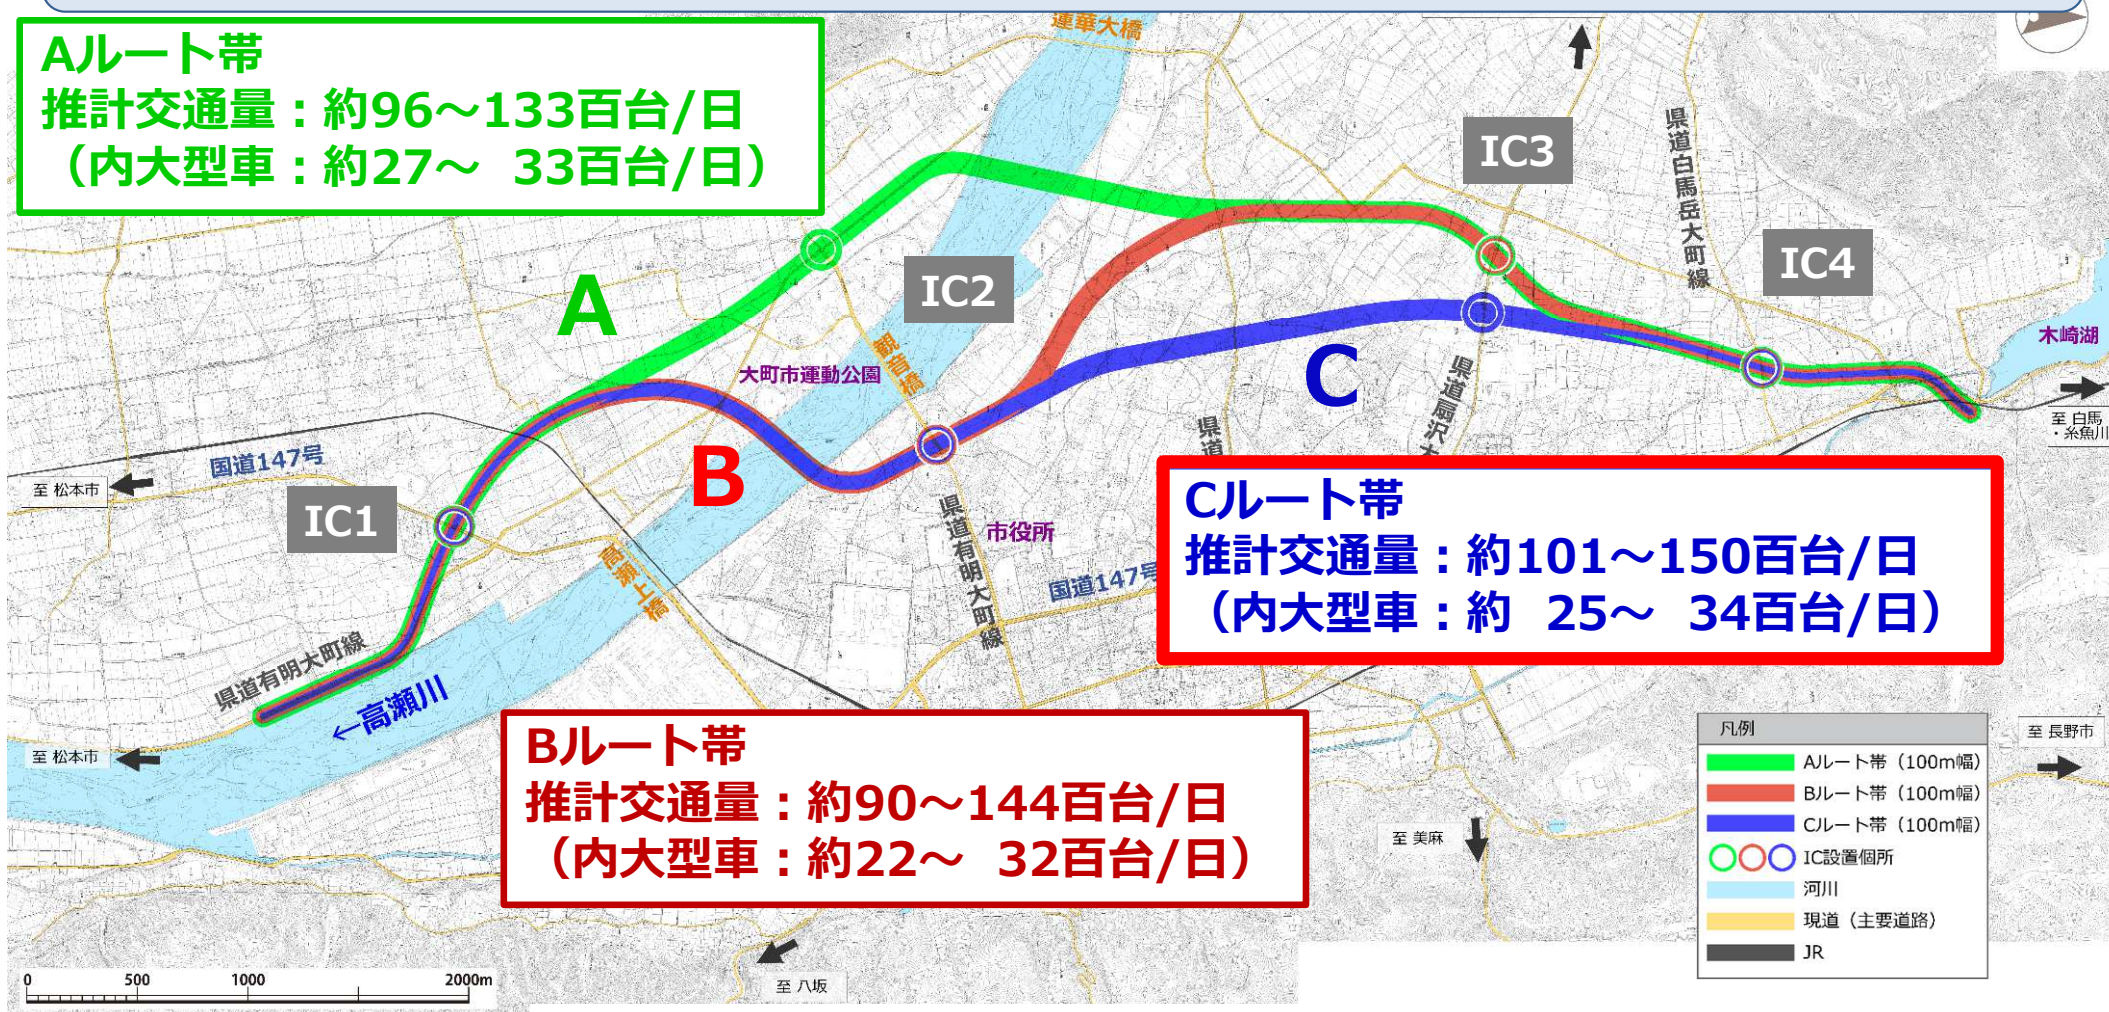 Aルート帯
推計交通量：約96～133百台/日
（内大型車：約27～ 33百台/日）
蓮華大橋
IC3
県道白馬岳大町線
IC4
IC2
A
観音橋
大町市運動公園
C
木崎湖
至 白馬
・糸魚川
国道147号
至 松本市
IC1
B
県道扇沢大
県道
県道有明大町線
市役所
高瀬上橋
国道147号
Cルート帯
推計交通量：約101～150百台/日
（内大型車：約 25～ 34百台/日）
県道有明大町線
←高瀬川
至 松本市
Bルート帯
推計交通量：約90～144百台/日
（内大型車：約22～ 32百台/日）
至 長野市
至 美麻
至 八坂
凡例
Aルート帯（100m幅）
Bルート帯（100m幅）
Cルート帯（100m幅）
IC設置個所
河川
現道（主要道路）
JR
0 500 1000 2000m